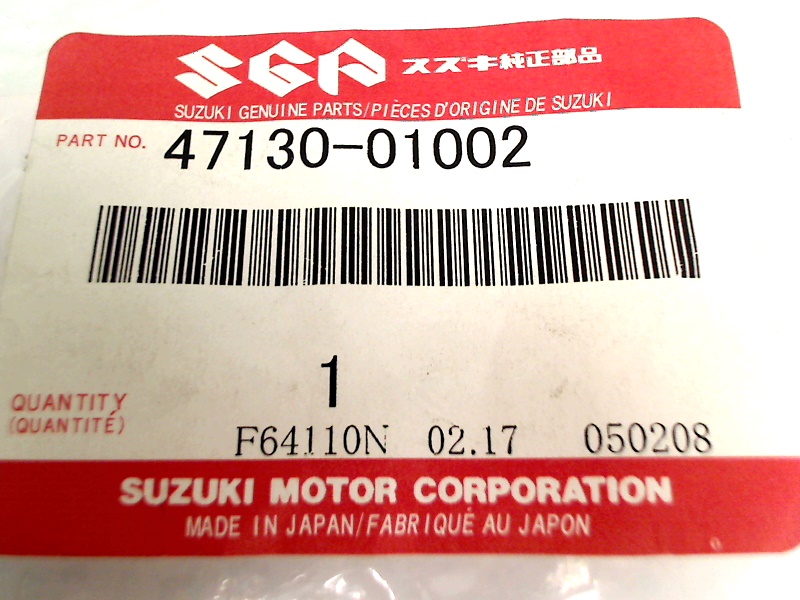 SGP スズキ純正部品
SUZUKI GENUINE PARTS/PIÈCES D'ORIGINE DE SUZUKI
PART NO. 47130-01002
1
QUANTITY
(QUANTITÉ)
F64110N 02.17 050208
SUZUKI MOTOR CORPORATION
MADE IN JAPAN/FABRIQUÉ AU JAPON